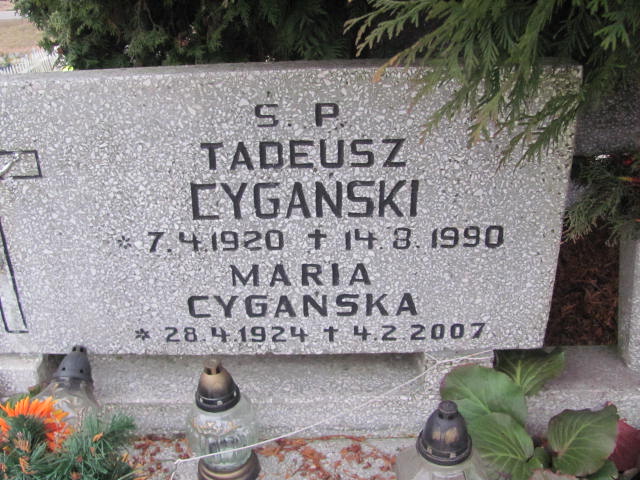 Ś. P.
TADEUSZ
CYGAŃSKI
* 7.4.1920 † 14.8.1990
MARIA
CYGAŃSKA
* 28.4.1924 † 4.2.2007